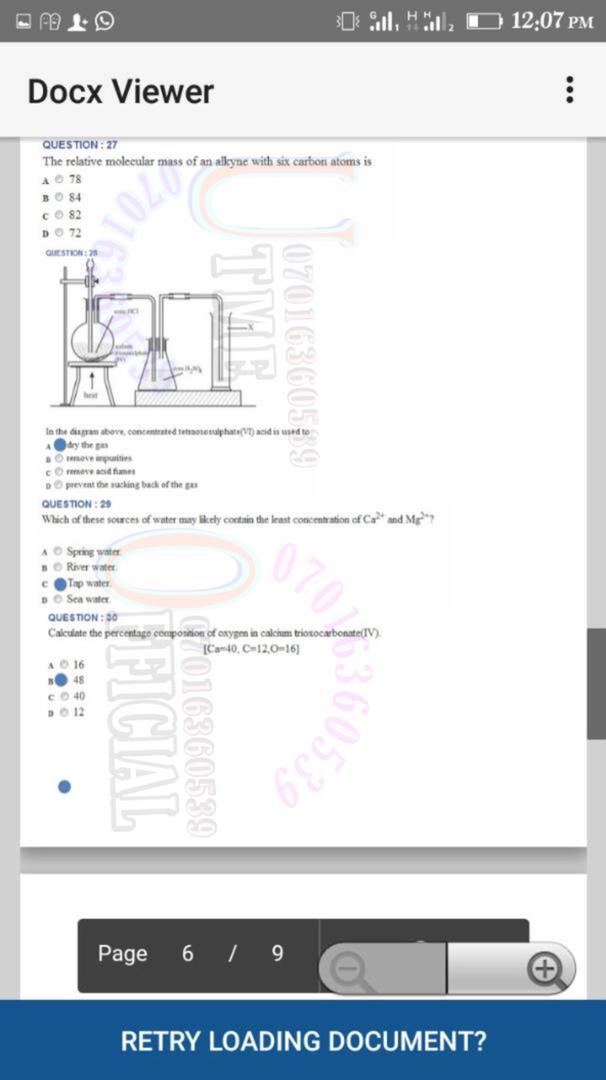 12:07 PM
Docx Viewer
QUESTION : 27
The relative molecular mass of an alkyne with six carbon atoms is
A 78
B 84
C 82
D 72
QUESTION : 28
conc HCl
X
heat
In the diagram above, concentrated tetraoxosulphate(VI) acid is used to
A dry the gas
B remove impurities
C remove acid fumes
D prevent the sucking back of the gas
QUESTION : 29
Which of these sources of water may likely contain the least concentration of Ca²⁺ and Mg²⁺?
A Spring water.
B River water.
C Tap water.
D Sea water.
QUESTION : 30
Calculate the percentage composition of oxygen in calcium trioxocarbonate(IV).
[Ca=40, C=12,O=16]
A 16
B 48
C 40
D 12
UTME
OFFICIAL
07016360539
07016360539
07016360539
07016360539
Page 6 / 9
RETRY LOADING DOCUMENT?